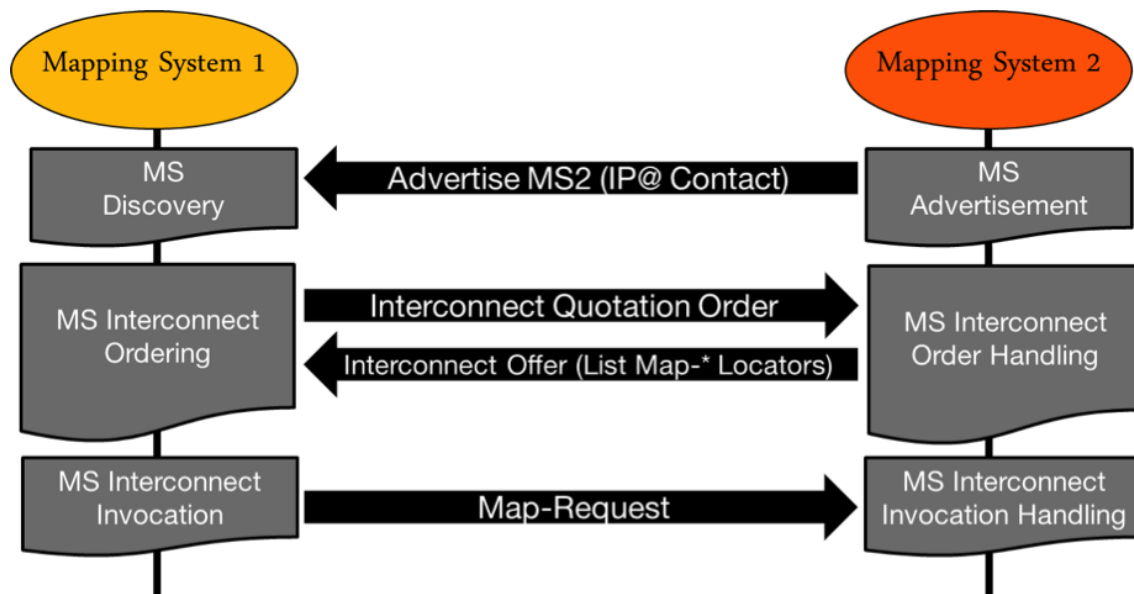 Mapping System 1
Mapping System 2
MS
Discovery
Advertise MS2 (IP@ Contact)
MS
Advertisement
MS Interconnect
Ordering
Interconnect Quotation Order
Interconnect Offer (List Map-* Locators)
MS Interconnect
Order Handling
MS Interconnect
Invocation
Map-Request
MS Interconnect
Invocation Handling